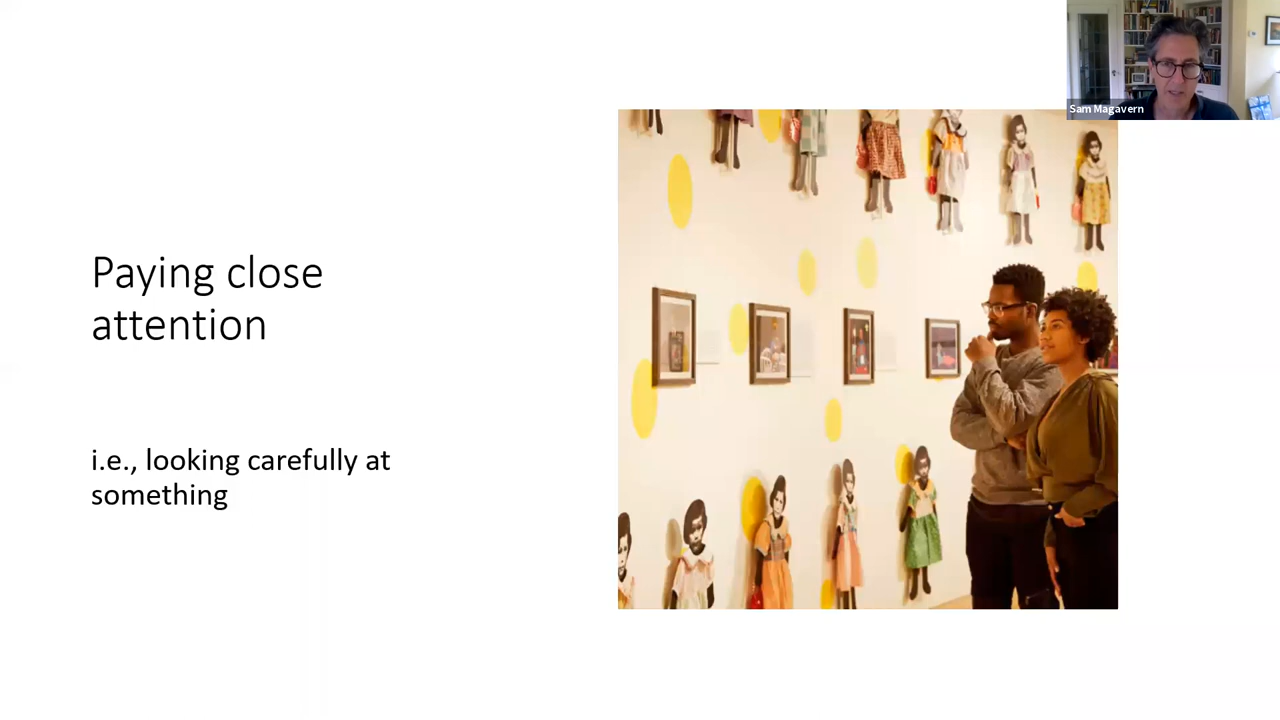 Sam Magavern
Paying close
attention
i.e., looking carefully at
something